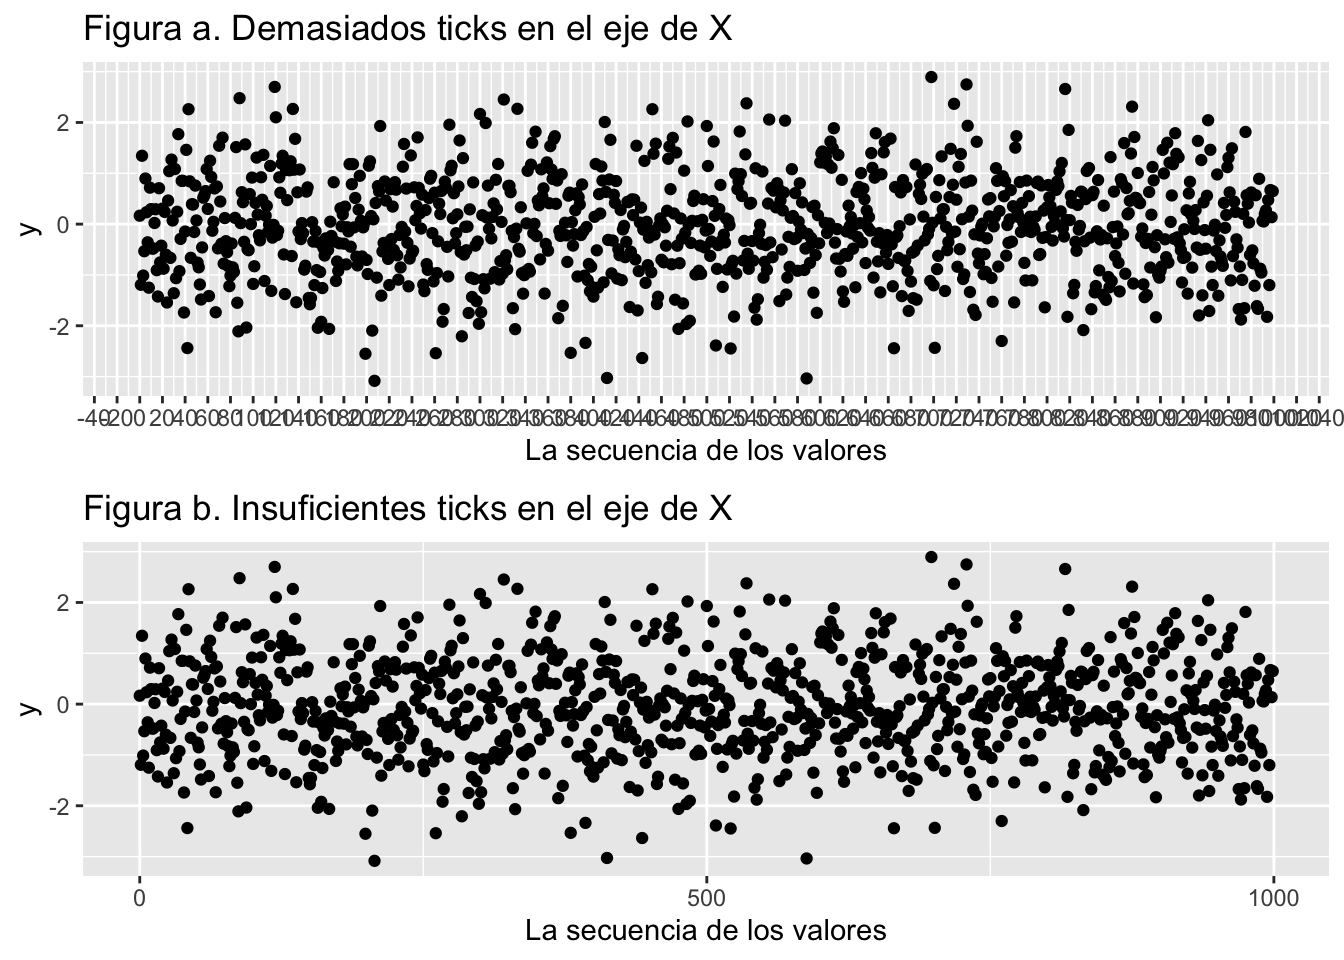 Figura a. Demasiados ticks en el eje de X
2
0
-2
y
La secuencia de los valores
Figura b. Insuficientes ticks en el eje de X
2
0
-2
y
0 500 1000
La secuencia de los valores